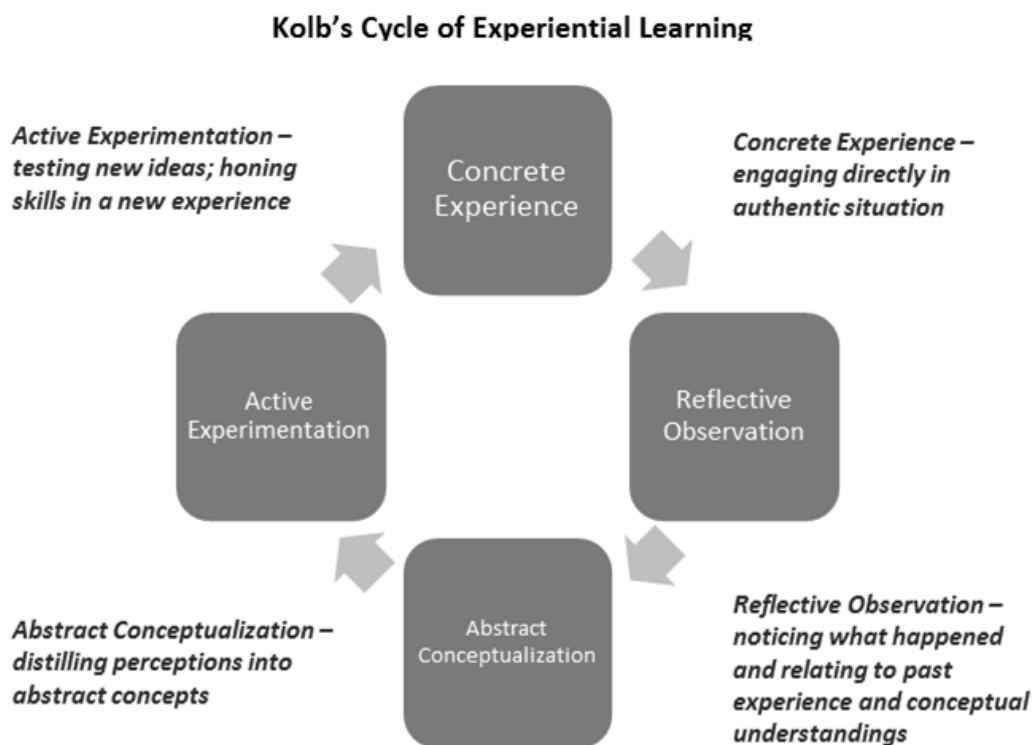 Kolb's Cycle of Experiential Learning
Active Experimentation –
testing new ideas; honing
skills in a new experience
Concrete
Experience
Concrete Experience –
engaging directly in
authentic situation
Active
Experimentation
Reflective
Observation
Abstract Conceptualization –
distilling perceptions into
abstract concepts
Abstract
Conceptualization
Reflective Observation –
noticing what happened
and relating to past
experience and conceptual
understandings